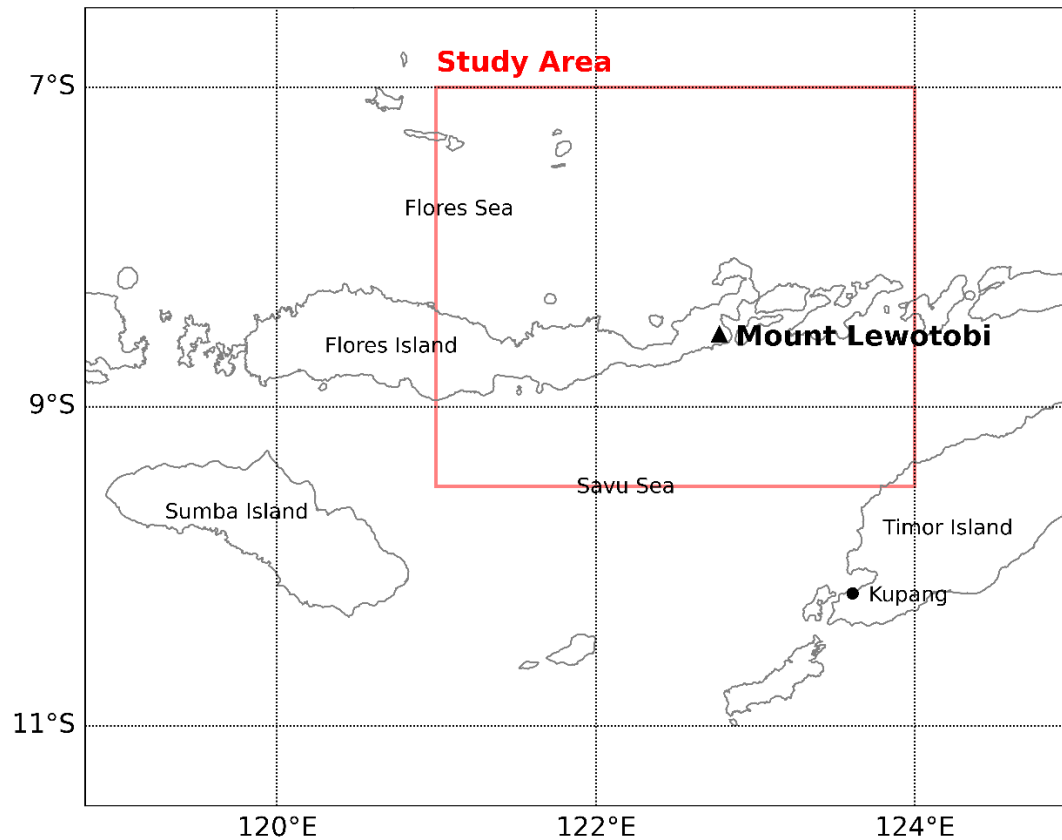 Study Area
7°S
Flores Sea
Mount Lewotobi
Flores Island
9°S
Savu Sea
Sumba Island
Timor Island
Kupang
11°S
120°E
122°E
124°E